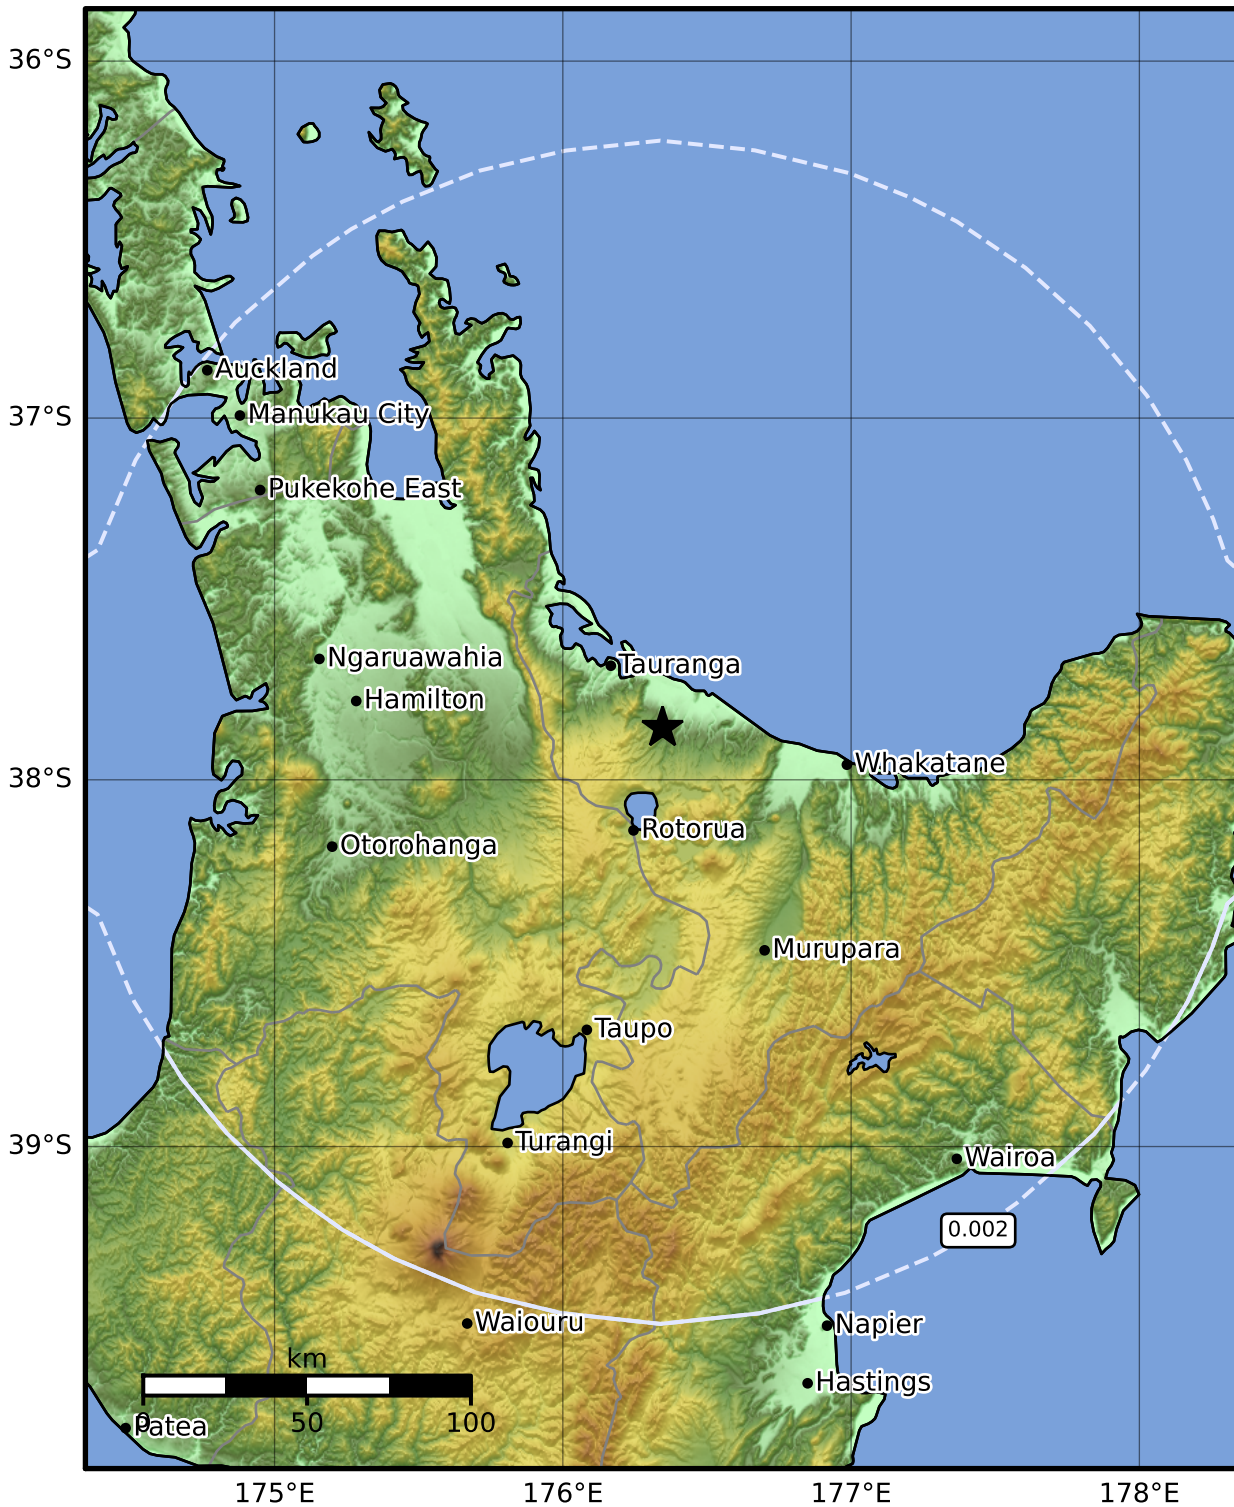 36°S
Auckland
37°S
Manukau City
Pukekohe East
Ngaruawahia
Tauranga
Hamilton
38°S
Whakatane
Rotorua
Otorohanga
Murupara
Taupo
39°S
Turangi
Wairoa
0.002
Waiouru
Napier
km
Hastings
0 50 100
Patea
175°E 176°E 177°E 178°E